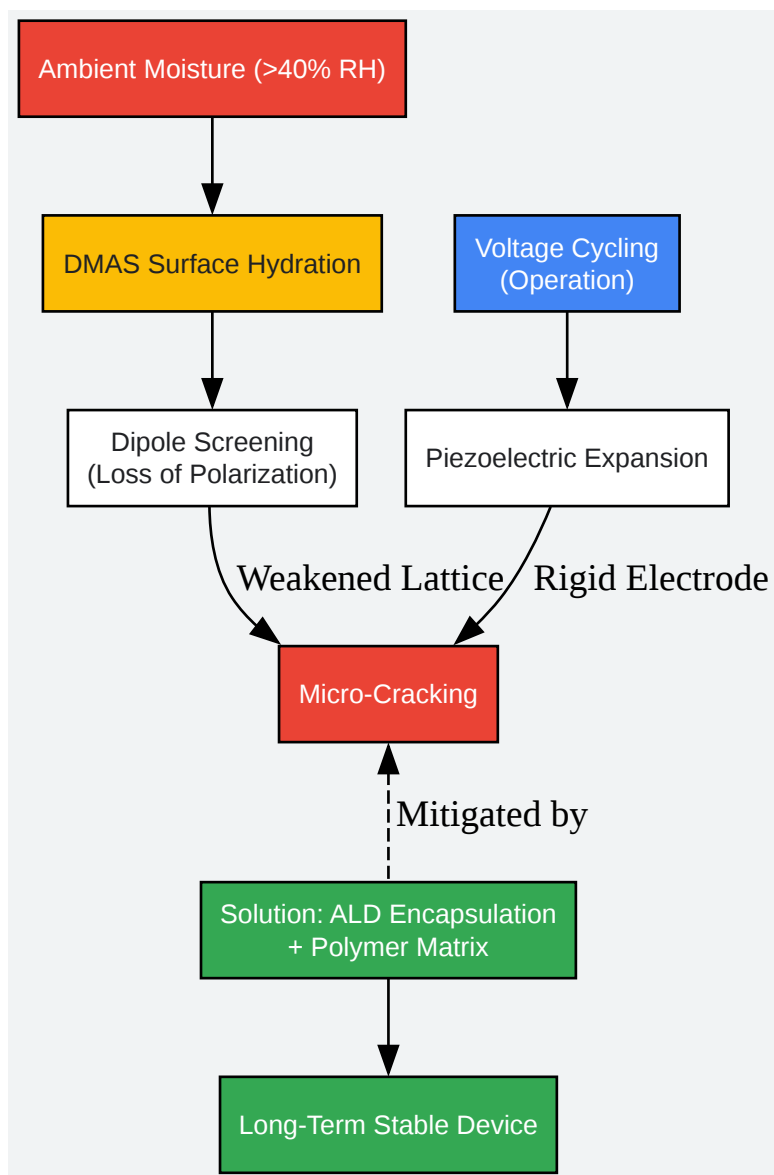 Ambient Moisture (>40% RH)
DMAS Surface Hydration
Voltage Cycling
(Operation)
Dipole Screening
(Loss of Polarization)
Piezoelectric Expansion
Weakened Lattice
Rigid Electrode
Micro-Cracking
Mitigated by
Solution: ALD Encapsulation
+ Polymer Matrix
Long-Term Stable Device